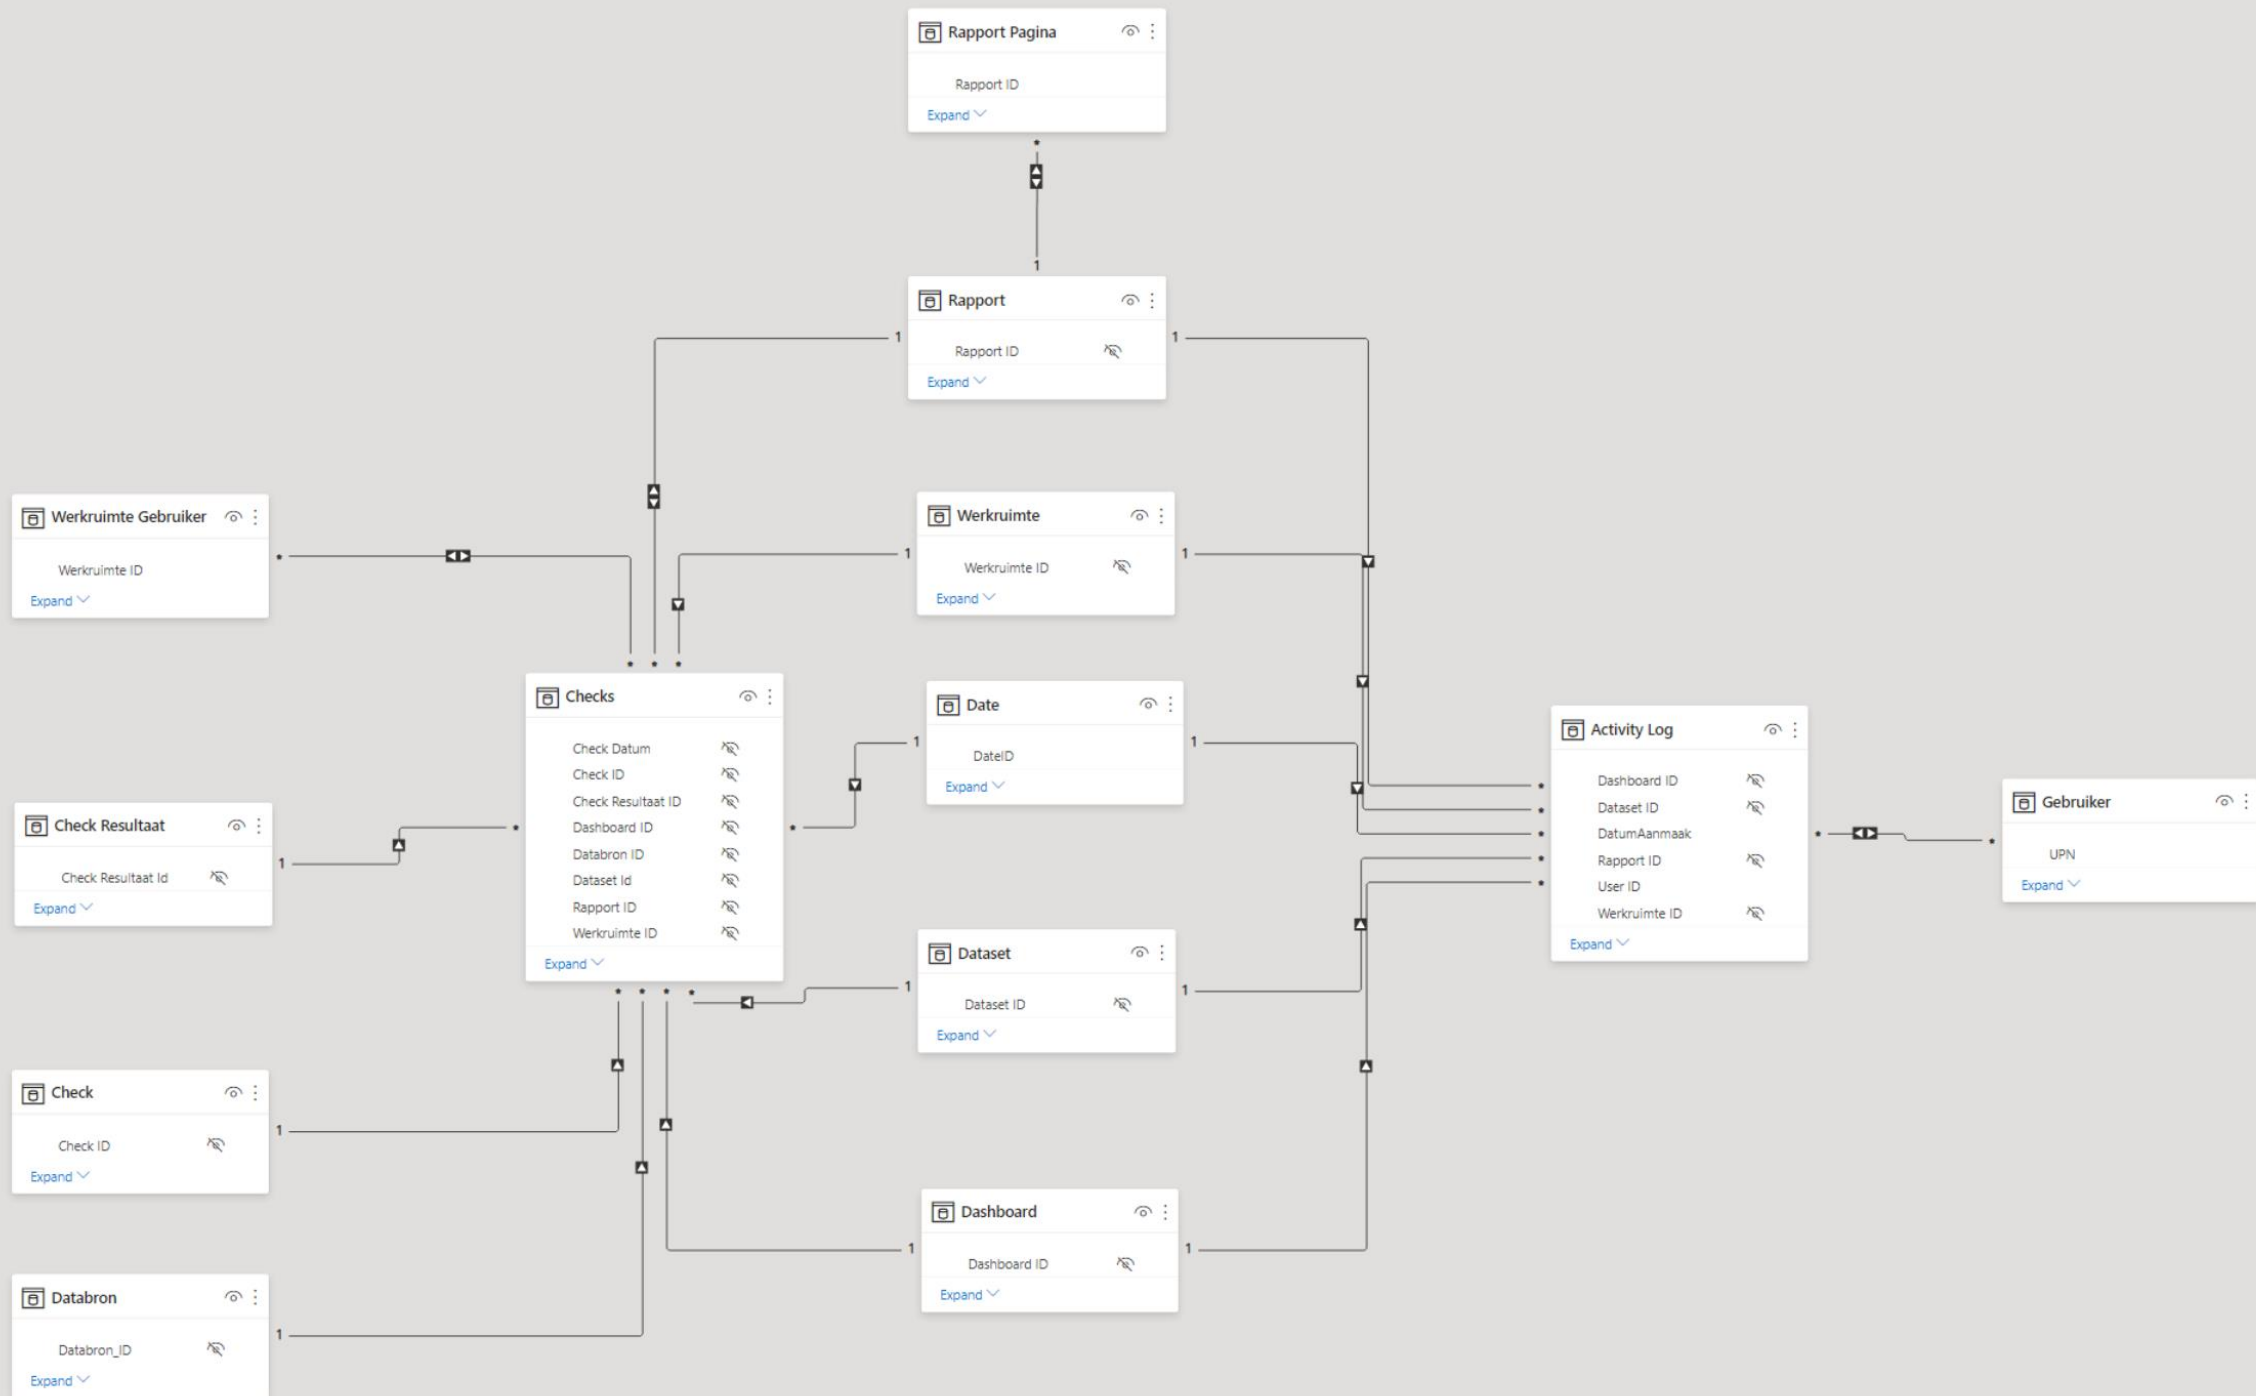 Rapport Pagina
Rapport ID
Expand
*
1
Rapport
1
1
Rapport ID
Expand
Werkruimte Gebruiker
*
Werkruimte ID
Expand
Werkruimte
1
1
Werkruimte ID
Expand
* * *
Checks
Check Datum
Check ID
Check Resultaat ID
Dashboard ID
Databron ID
Dataset Id
Rapport ID
Werkruimte ID
Expand
*
*
* * * *
Date
1
1
DateID
Expand
Activity Log
Dashboard ID
Dataset ID
DatumAanmaak
Rapport ID
User ID
Werkruimte ID
Expand
*
*
*
*
*
*
*
Gebruiker
UPN
Expand
Check Resultaat
1
Check Resultaat Id
Expand
Dataset
1
1
Dataset ID
Expand
Check
1
Check ID
Expand
Dashboard
1
1
Dashboard ID
Expand
Databron
1
Databron_ID
Expand